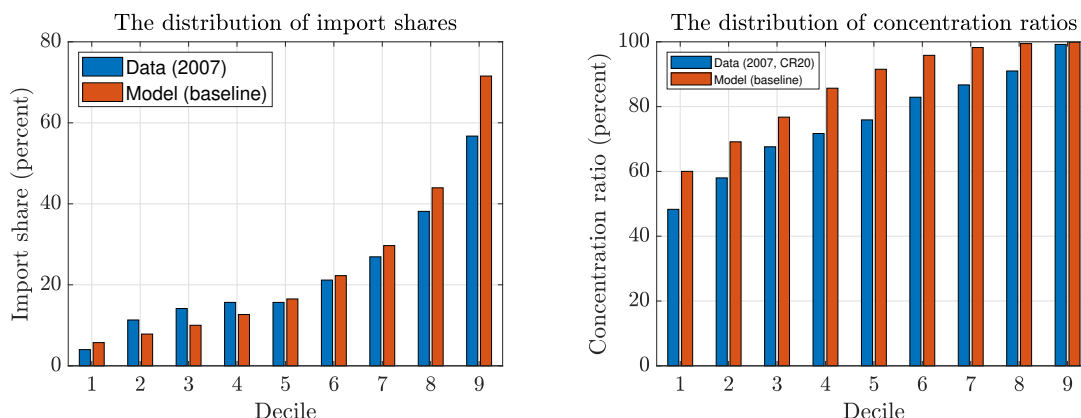 The distribution of import shares
80
60
40
20
0
Import share (percent)
Data (2007)
Model (baseline)
1 2 3 4 5 6 7 8 9
Decile
The distribution of concentration ratios
100
80
60
40
20
0
Concentration ratio (percent)
Data (2007, CR20)
Model (baseline)
1 2 3 4 5 6 7 8 9
Decile